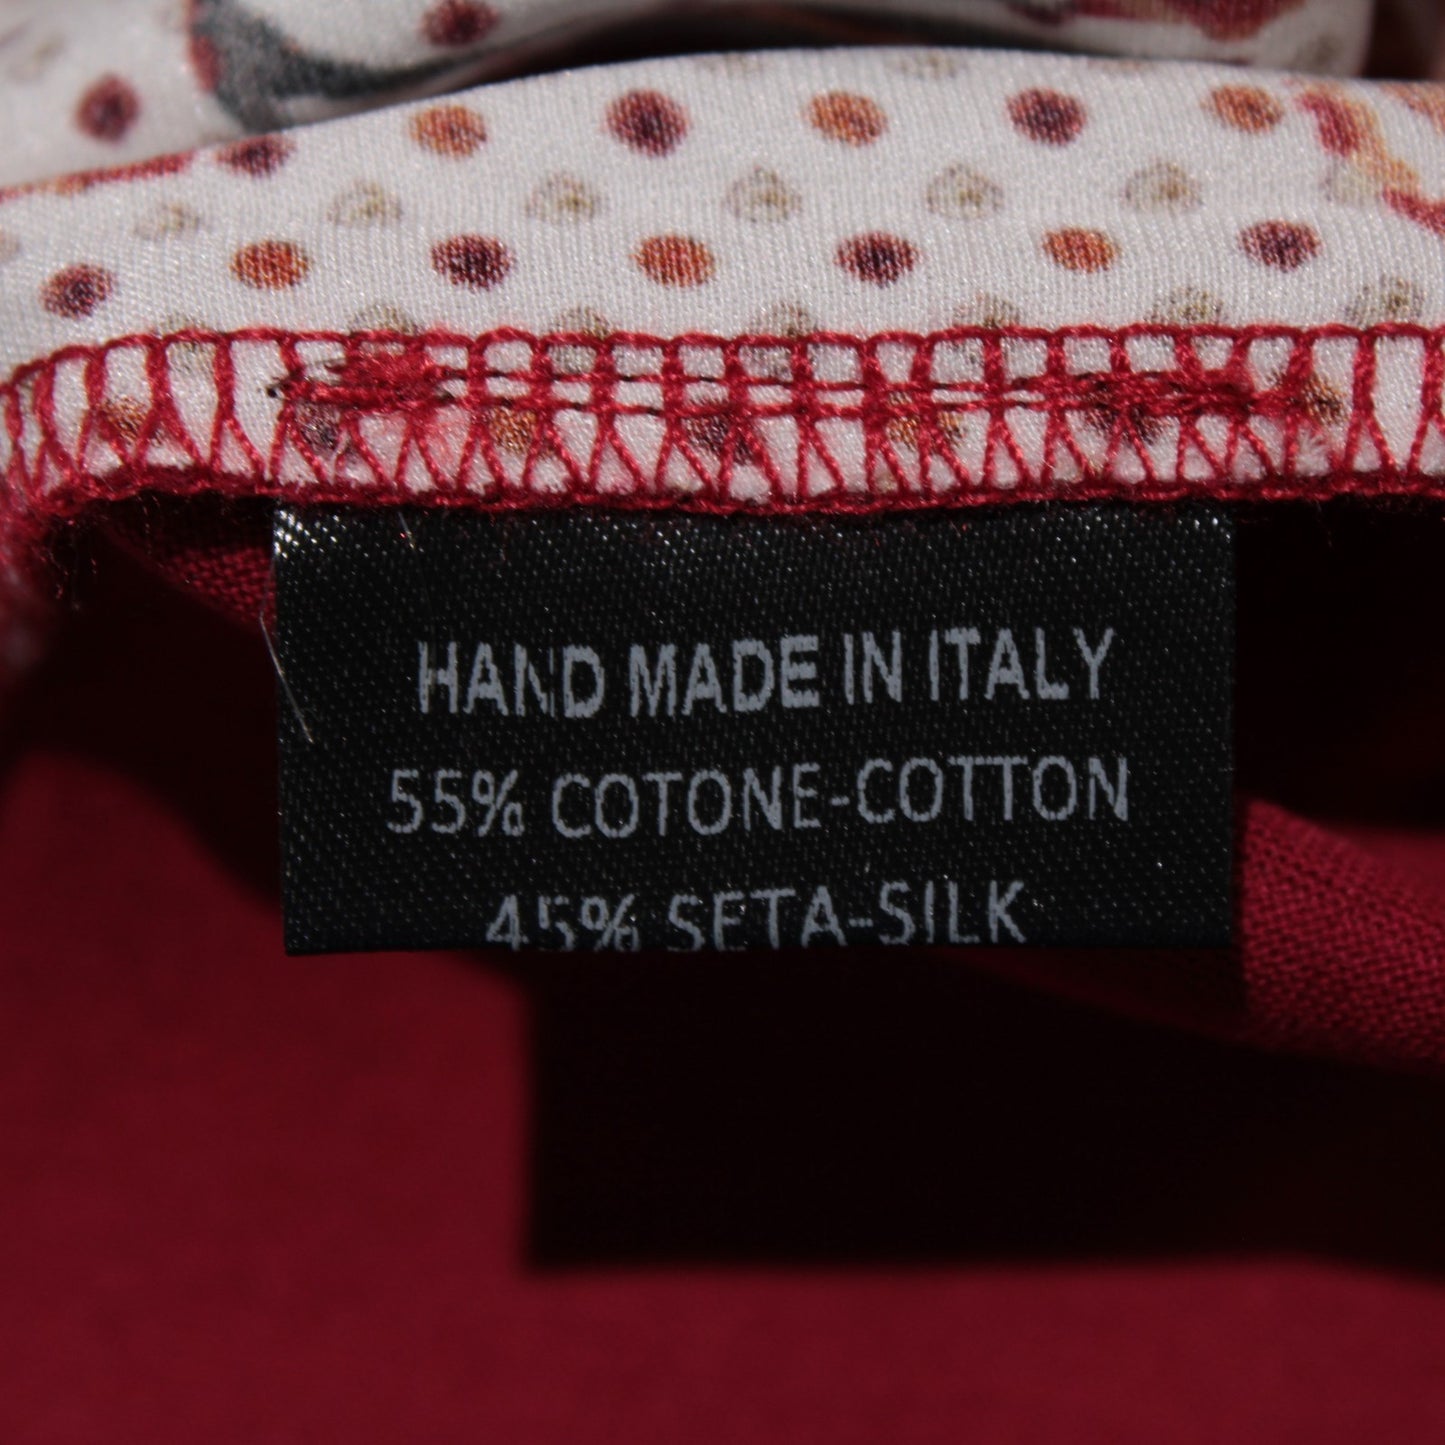 HAND MADE IN ITALY
55% COTONE-COTTON
45% SETA-SILK